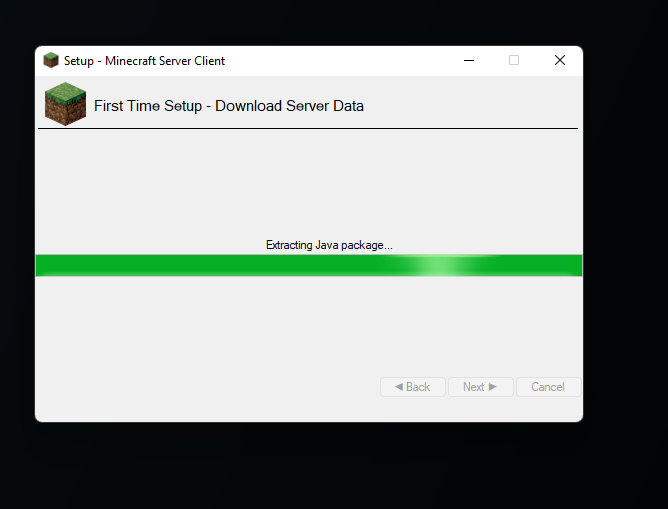 Setup - Minecraft Server Client
First Time Setup - Download Server Data
Extracting Java package...
Back Next Cancel